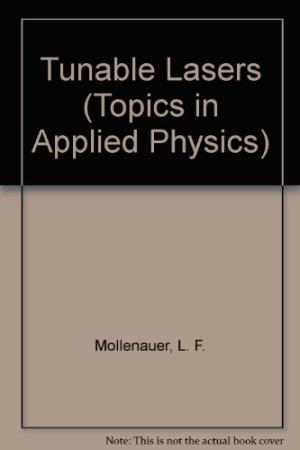 Tunable Lasers
(Topics in
Applied Physics)
Mollenauer, L. F.
Note: This is not the actual book cover